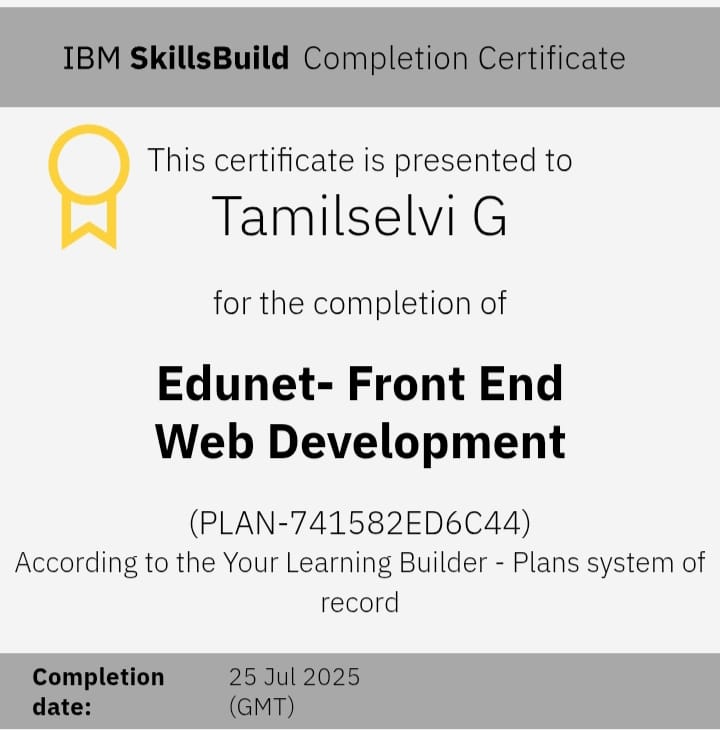 IBM SkillsBuild Completion Certificate
This certificate is presented to
Tamilselvi G
for the completion of
Edunet- Front End
Web Development
(PLAN-741582ED6C44)
According to the Your Learning Builder - Plans system of
record
Completion date: 25 Jul 2025 (GMT)